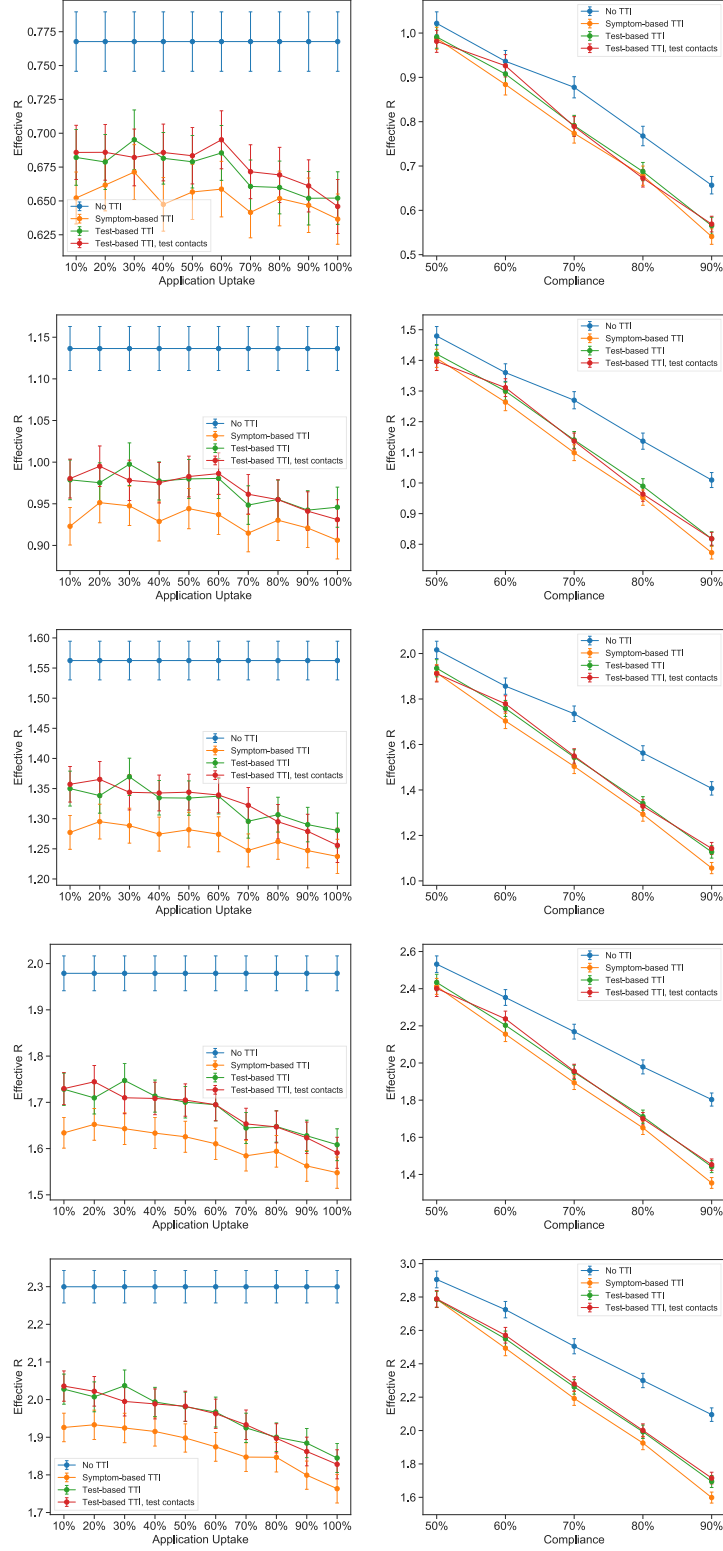 0.775
0.750
0.725
0.700
0.675
0.650
0.625
Effective R
No TTI
Symptom-based TTI
Test-based TTI
Test-based TTI, test contacts
10% 20% 30% 40% 50% 60% 70% 80% 90% 100%
Application Uptake
1.0
0.9
0.8
0.7
0.6
0.5
Effective R
No TTI
Symptom-based TTI
Test-based TTI
Test-based TTI, test contacts
50% 60% 70% 80% 90%
Compliance
1.15
1.10
1.05
1.00
0.95
0.90
Effective R
No TTI
Symptom-based TTI
Test-based TTI
Test-based TTI, test contacts
10% 20% 30% 40% 50% 60% 70% 80% 90% 100%
Application Uptake
1.5
1.4
1.3
1.2
1.1
1.0
0.9
0.8
Effective R
No TTI
Symptom-based TTI
Test-based TTI
Test-based TTI, test contacts
50% 60% 70% 80% 90%
Compliance
1.60
1.55
1.50
1.45
1.40
1.35
1.30
1.25
1.20
Effective R
No TTI
Symptom-based TTI
Test-based TTI
Test-based TTI, test contacts
10% 20% 30% 40% 50% 60% 70% 80% 90% 100%
Application Uptake
2.0
1.8
1.6
1.4
1.2
1.0
Effective R
No TTI
Symptom-based TTI
Test-based TTI
Test-based TTI, test contacts
50% 60% 70% 80% 90%
Compliance
2.0
1.9
1.8
1.7
1.6
1.5
Effective R
No TTI
Symptom-based TTI
Test-based TTI
Test-based TTI, test contacts
10% 20% 30% 40% 50% 60% 70% 80% 90% 100%
Application Uptake
2.6
2.4
2.2
2.0
1.8
1.6
1.4
Effective R
No TTI
Symptom-based TTI
Test-based TTI
Test-based TTI, test contacts
50% 60% 70% 80% 90%
Compliance
2.3
2.2
2.1
2.0
1.9
1.8
1.7
Effective R
No TTI
Symptom-based TTI
Test-based TTI
Test-based TTI, test contacts
10% 20% 30% 40% 50% 60% 70% 80% 90% 100%
Application Uptake
3.0
2.8
2.6
2.4
2.2
2.0
1.8
1.6
Effective R
No TTI
Symptom-based TTI
Test-based TTI
Test-based TTI, test contacts
50% 60% 70% 80% 90%
Compliance